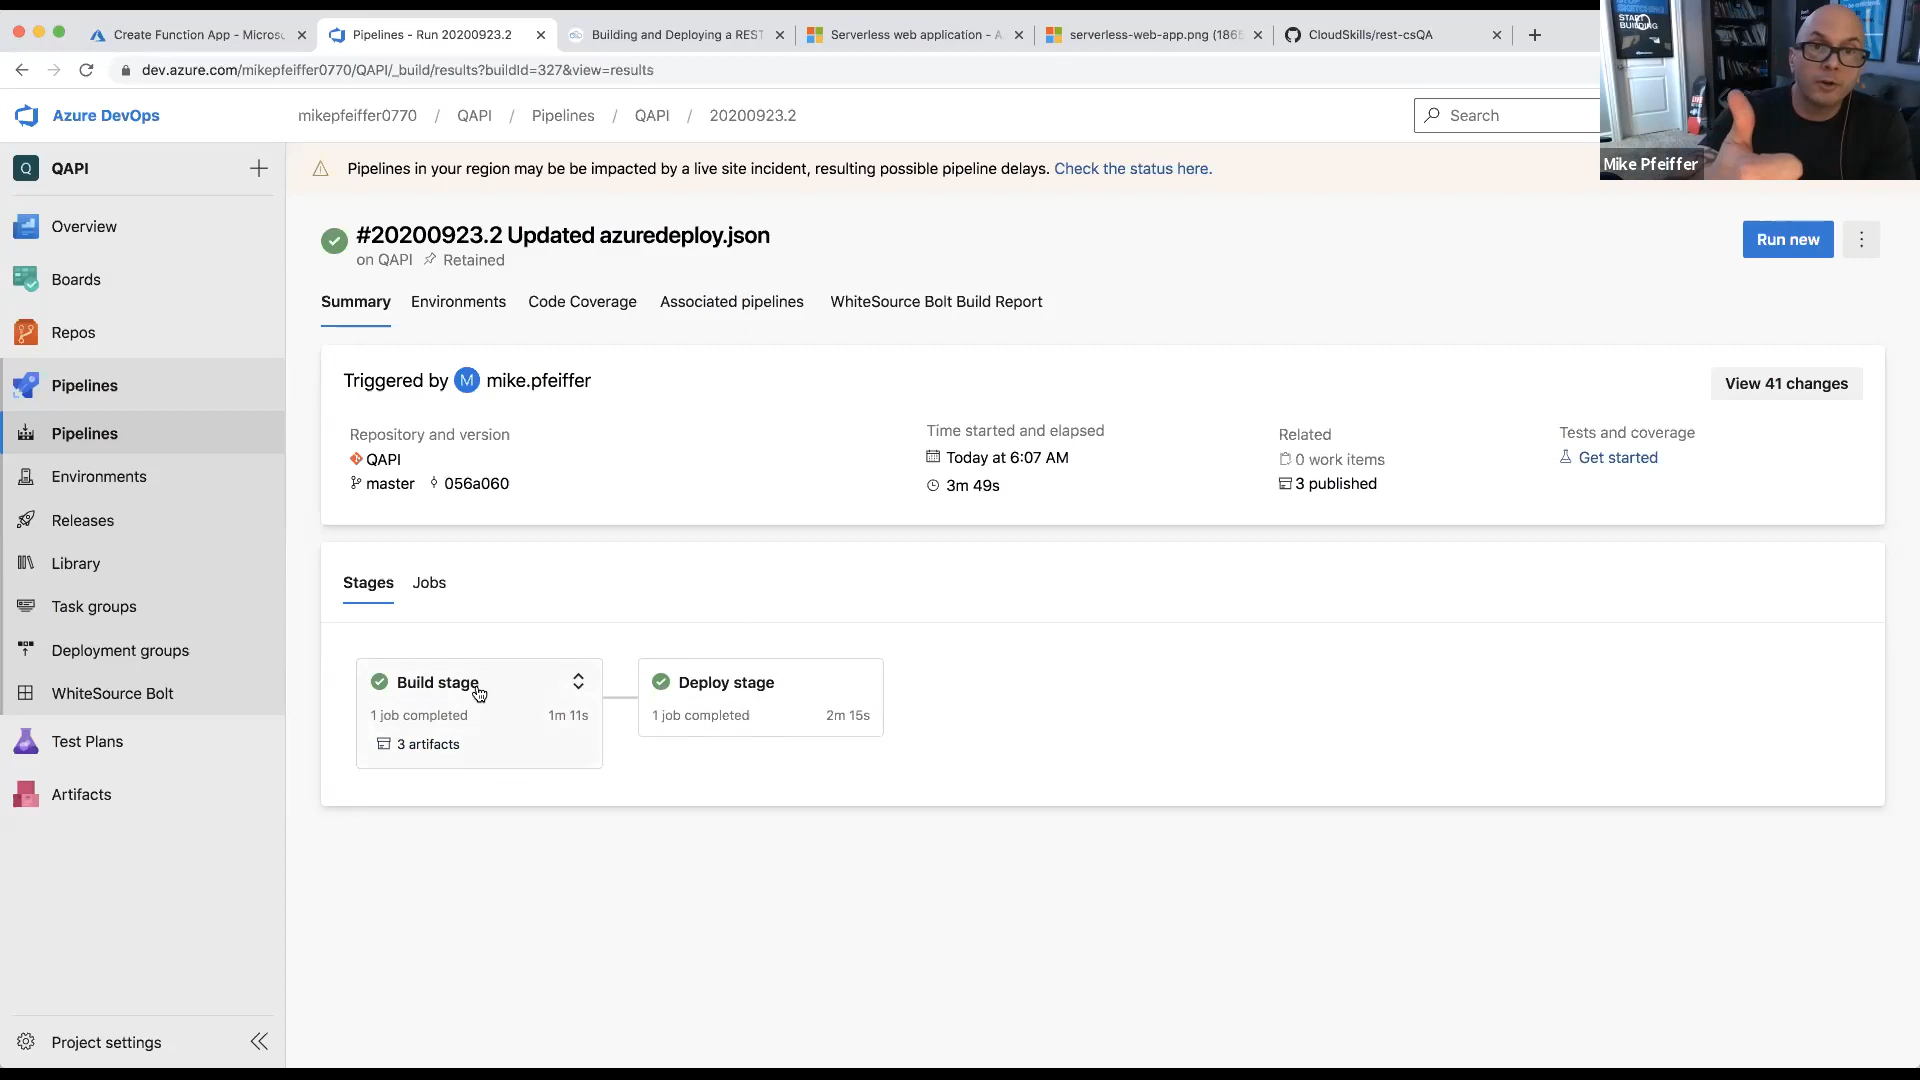 Create Function App - Micros
Pipelines - Run 20200923.2
Building and Deploying a REST
Serverless web application - A
serverless-web-app.png (1865
CloudSkills/rest-csQA
dev.azure.com/mikepfeiffer0770/QAPI/_build/results?buildId=327&view=results
Azure DevOps
mikepfeiffer0770 / QAPI / Pipelines / QAPI / 20200923.2
Search
START
BUILDING
Mike Pfeiffer
Q QAPI
Overview
Boards
Repos
Pipelines
Pipelines
Environments
Releases
Library
Task groups
Deployment groups
WhiteSource Bolt
Test Plans
Artifacts
Project settings
Pipelines in your region may be be impacted by a live site incident, resulting possible pipeline delays. Check the status here.
#20200923.2 Updated azuredeploy.json
on QAPI Retained
Run new
Summary Environments Code Coverage Associated pipelines WhiteSource Bolt Build Report
Triggered by M mike.pfeiffer
View 41 changes
Repository and version
QAPI
master 056a060
Time started and elapsed
Today at 6:07 AM
3m 49s
Related
0 work items
3 published
Tests and coverage
Get started
Stages Jobs
Build stage
1 job completed 1m 11s
3 artifacts
Deploy stage
1 job completed 2m 15s